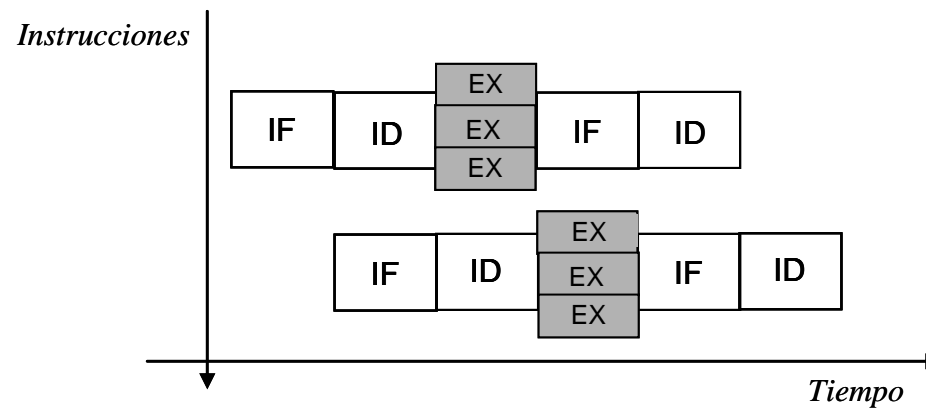 Instrucciones
EX
IF ID EX IF ID
EX
EX
IF ID EX IF ID
EX
Tiempo